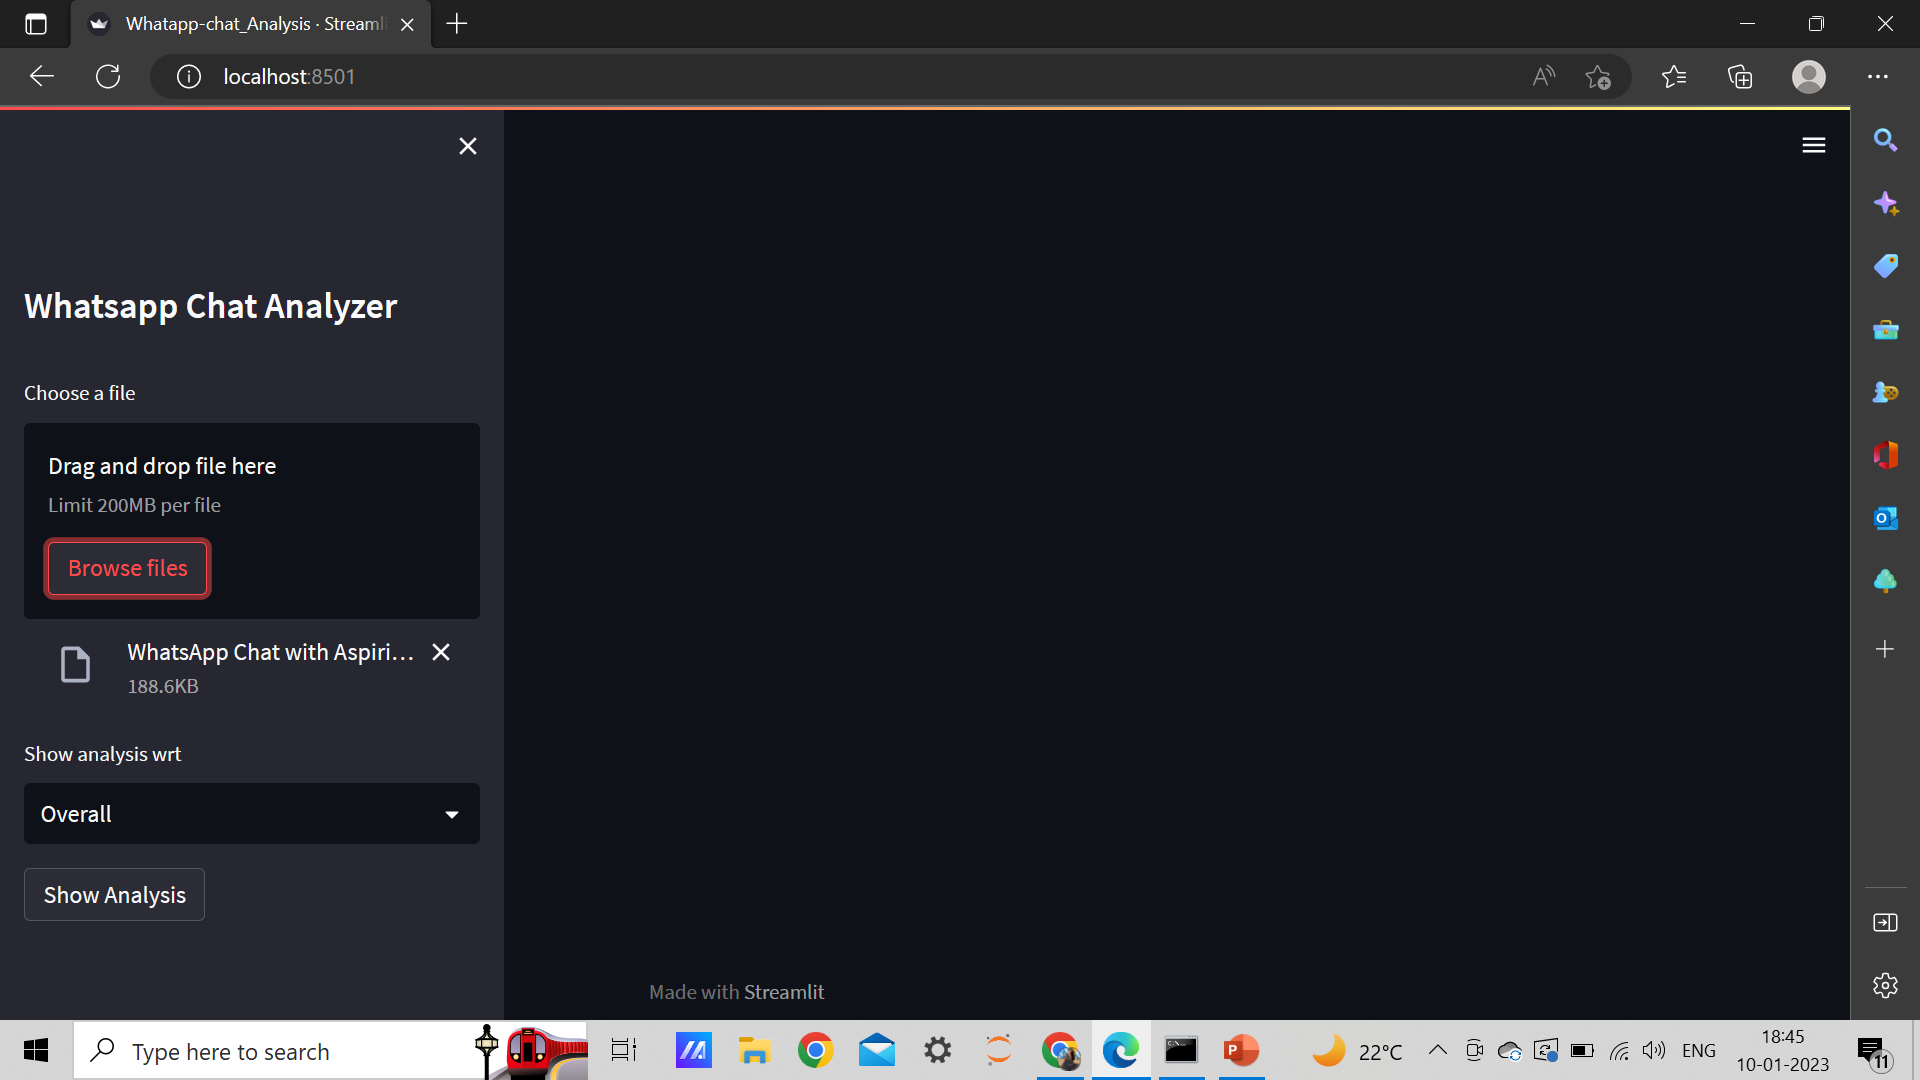 Whatapp-chat_Analysis · Streamli
localhost:8501
Whatsapp Chat Analyzer
Choose a file
Drag and drop file here
Limit 200MB per file
Browse files
WhatsApp Chat with Aspiri...
188.6KB
Show analysis wrt
Overall
Show Analysis
Made with Streamlit
Type here to search
22°C
ENG
18:45
10-01-2023
11